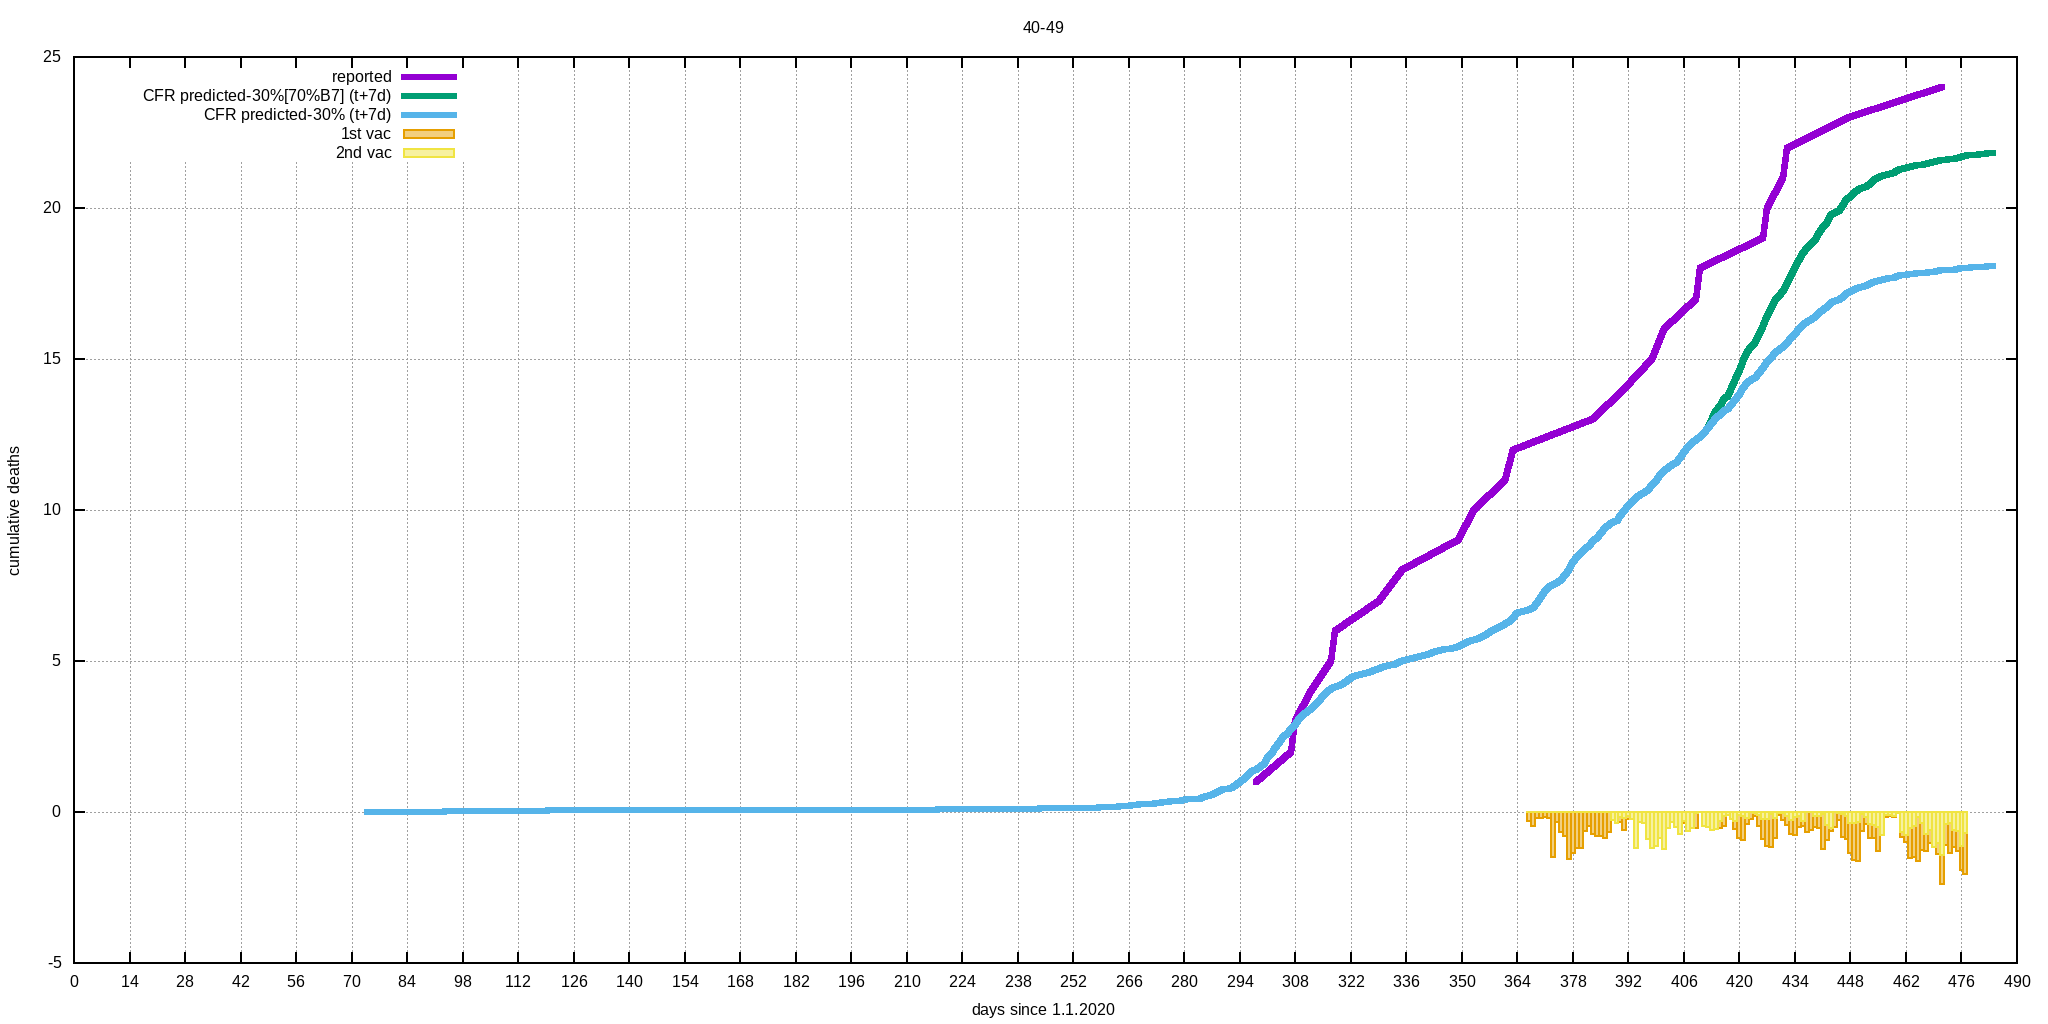 40-49
25
20
15
10
5
0
-5
cumulative deaths
reported
CFR predicted-30%[70%B7] (t+7d)
CFR predicted-30% (t+7d)
1st vac
2nd vac
0 14 28 42 56 70 84 98 112 126 140 154 168 182 196 210 224 238 252 266 280 294 308 322 336 350 364 378 392 406 420 434 448 462 476 490
days since 1.1.2020